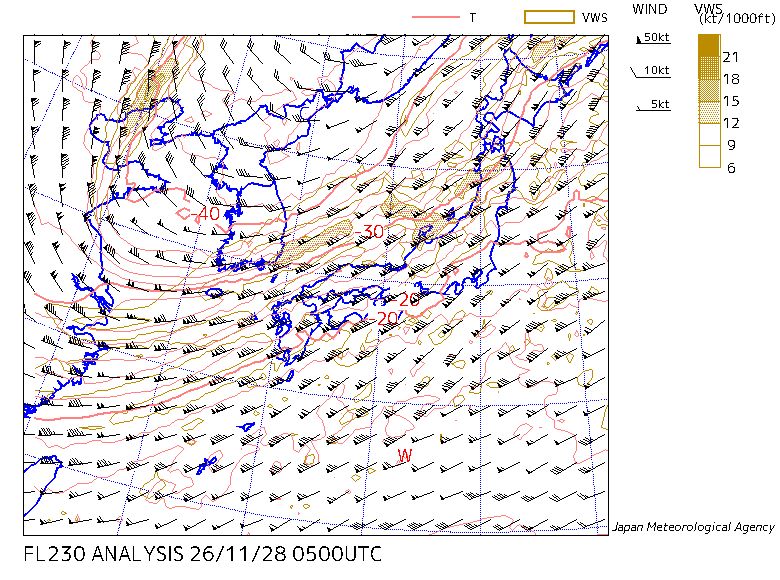 T
VWS
WIND
VWS
(kt/1000ft)
50kt
10kt
5kt
21
18
15
12
9
6
-40
-30
-20
-20
W
Japan Meteorological Agency
FL230 ANALYSIS 26/11/28 0500UTC